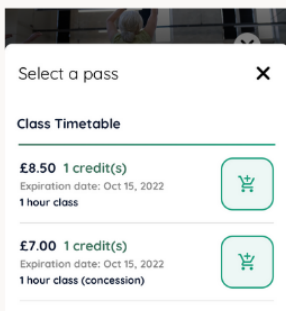 Select a pass
Class Timetable
£8.50 1 credit(s)
Expiration date: Oct 15, 2022
1 hour class
£7.00 1 credit(s)
Expiration date: Oct 15, 2022
1 hour class (concession)